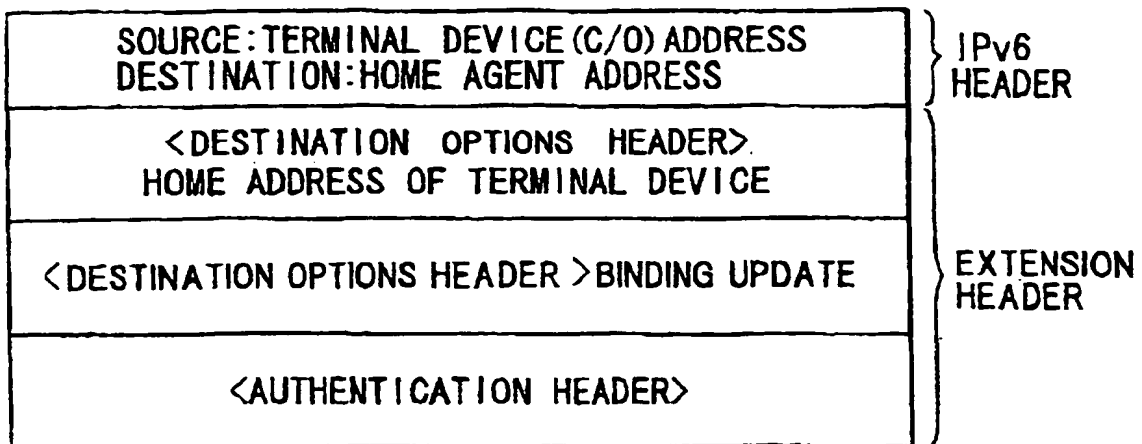 SOURCE:TERMINAL DEVICE(C/O)ADDRESS
DESTINATION:HOME AGENT ADDRESS
IPv6
HEADER
<DESTINATION OPTIONS HEADER>
HOME ADDRESS OF TERMINAL DEVICE
<DESTINATION OPTIONS HEADER>BINDING UPDATE
<AUTHENTICATION HEADER>
EXTENSION
HEADER